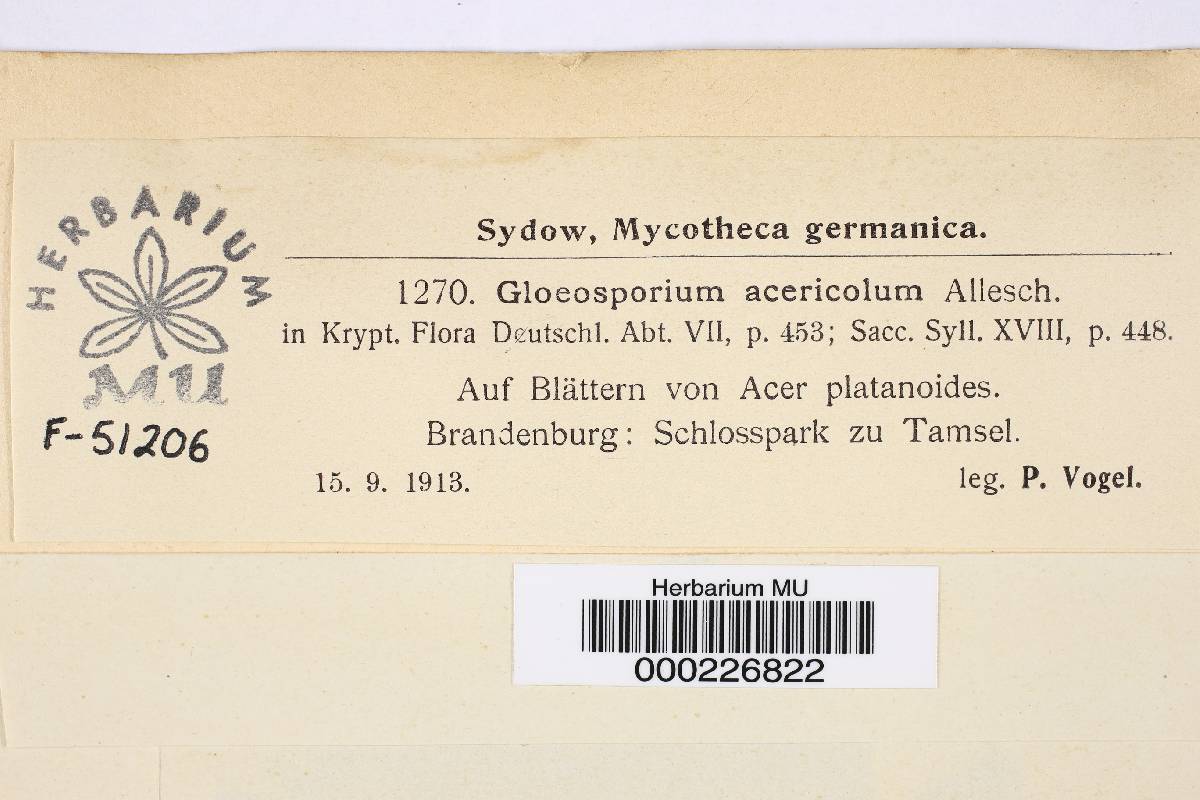 HERBARIUM
MU
F-51206
Sydow, Mycotheca germanica.
1270. Gloeosporium acericolum Allesch.
in Krypt. Flora Deutschl. Abt. VII, p. 453; Sacc. Syll. XVIII, p. 448.
Auf Blättern von Acer platanoides.
Brandenburg: Schlosspark zu Tamsel.
15. 9. 1913. leg. P. Vogel.
Herbarium MU
000226822